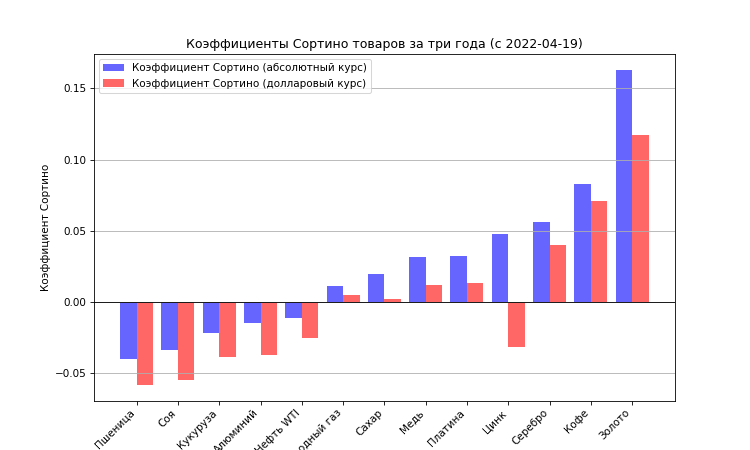 Коэффициенты Сортино товаров за три года (с 2022-04-19)
Коэффициент Сортино (абсолютный курс)
Коэффициент Сортино (долларовый курс)
Коэффициент Сортино
0.15
0.10
0.05
0.00
−0.05
Пшеница
Соя
Кукуруза
Алюминий
Нефть WTI
газ
Сахар
Медь
Платина
Цинк
Серебро
Кофе
Золото